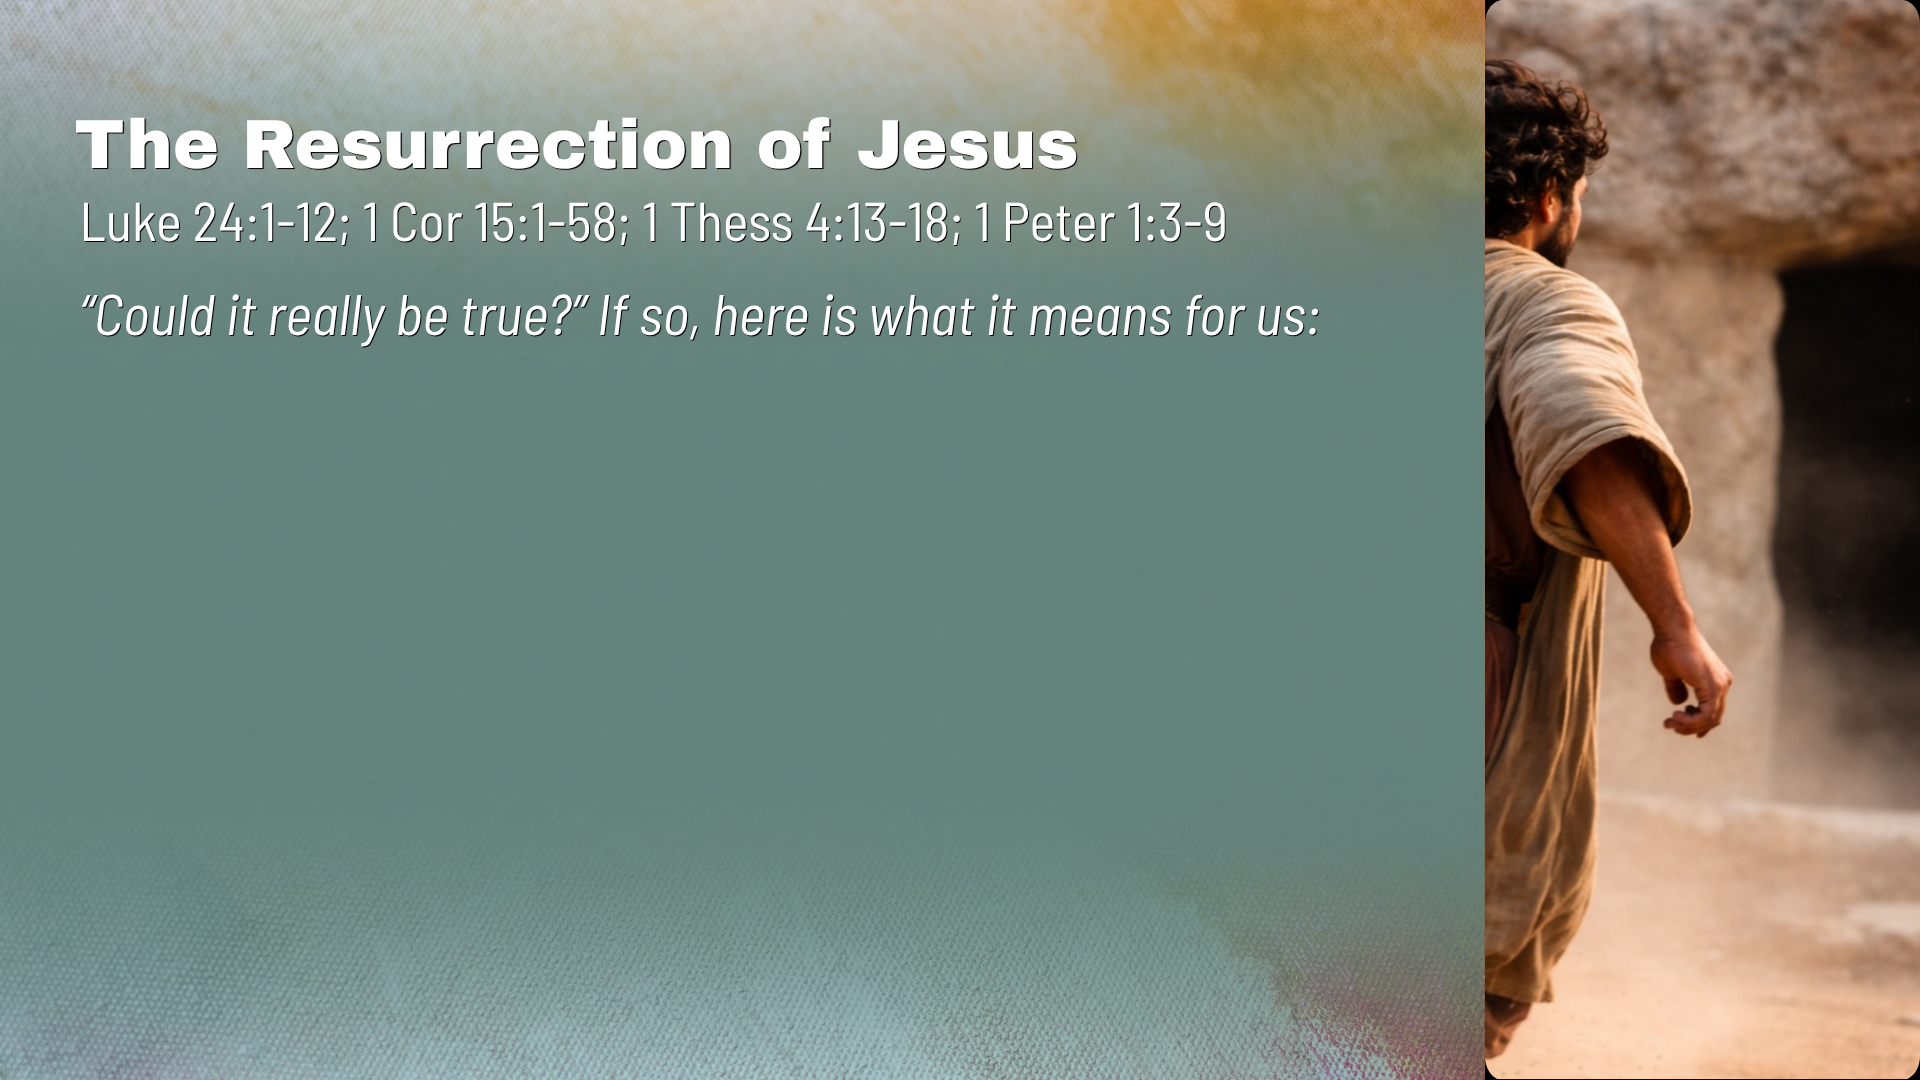 The Resurrection of Jesus
Luke 24:1-12; 1 Cor 15:1-58; 1 Thess 4:13-18; 1 Peter 1:3-9
“Could it really be true?” If so, here is what it means for us: